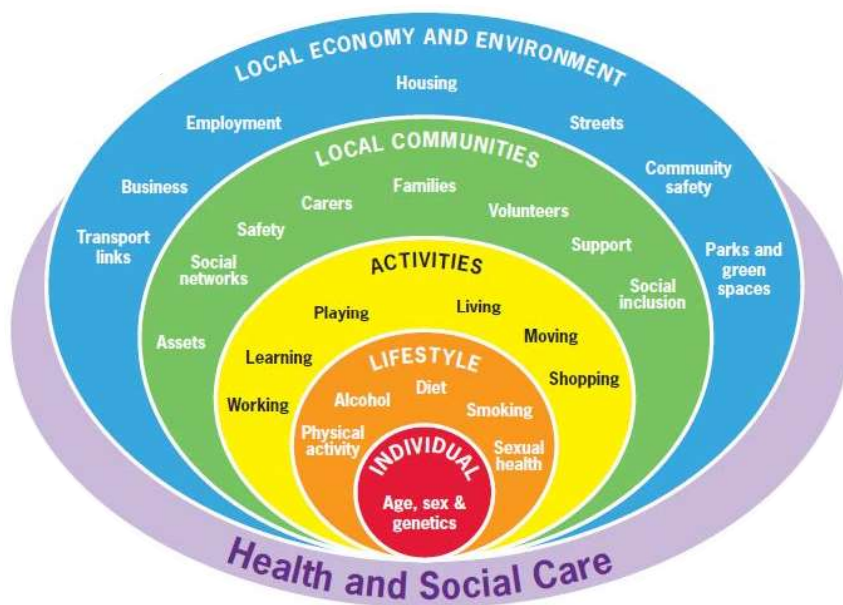 LOCAL ECONOMY AND ENVIRONMENT
Housing
Employment
Streets
Business
Community
safety
Transport
links
Parks and
green
spaces
LOCAL COMMUNITIES
Families
Carers
Volunteers
Safety
Support
Social
networks
Social
inclusion
Assets
ACTIVITIES
Playing
Living
Learning
Moving
Working
Shopping
LIFESTYLE
Diet
Alcohol
Smoking
Physical
activity
Sexual
health
INDIVIDUAL
Age, sex &
genetics
Health and Social Care